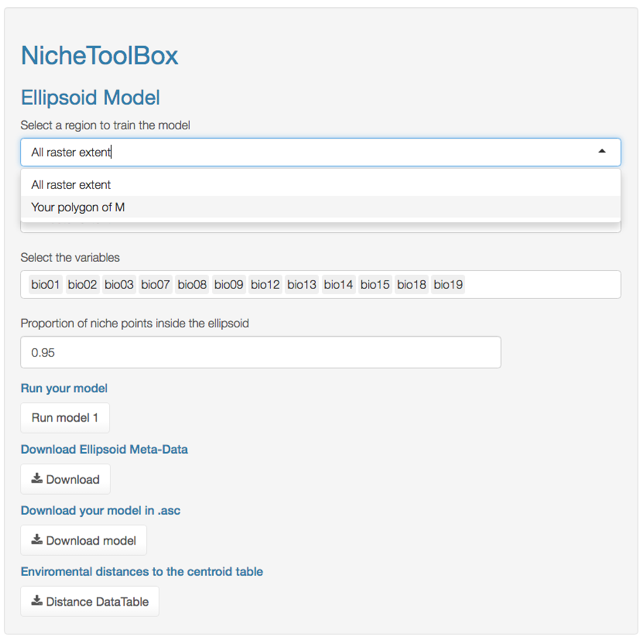 NicheToolBox
Ellipsoid Model
Select a region to train the model
All raster extent
All raster extent
Your polygon of M
Select the variables
bio01 bio02 bio03 bio07 bio08 bio09 bio12 bio13 bio14 bio15 bio18 bio19
Proportion of niche points inside the ellipsoid
0.95
Run your model
Run model 1
Download Ellipsoid Meta-Data
Download
Download your model in .asc
Download model
Enviromental distances to the centroid table
Distance DataTable